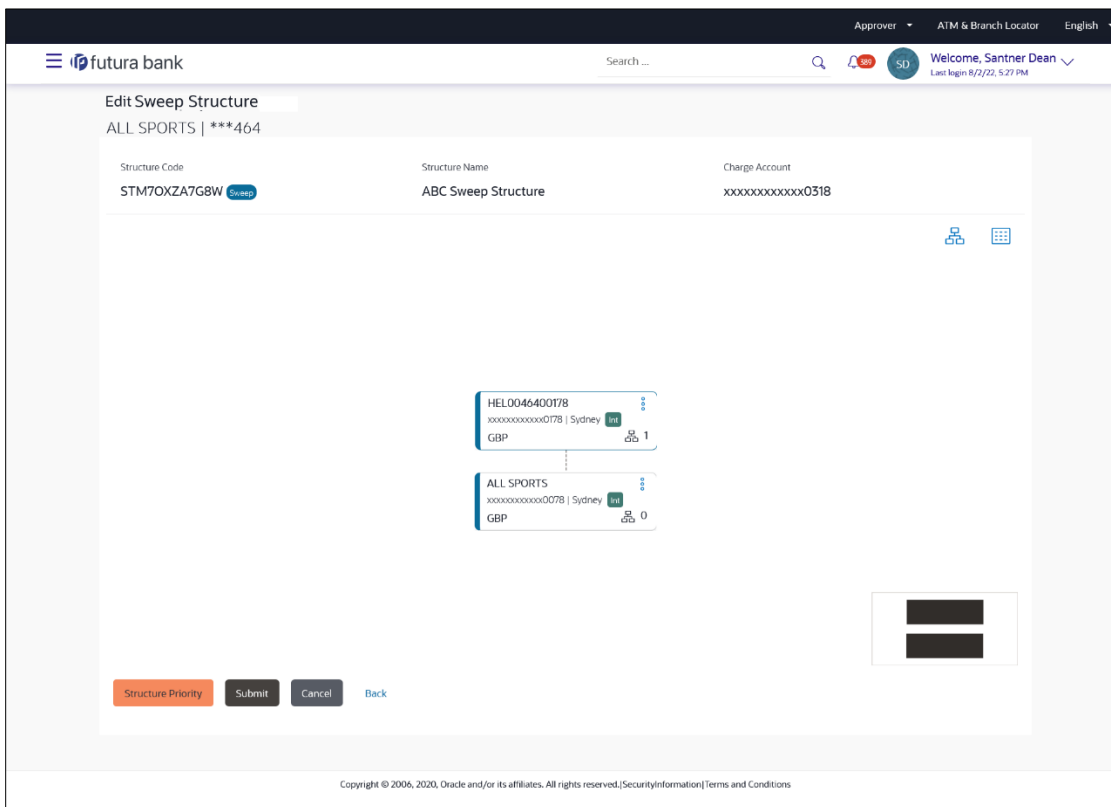 Approver ATM & Branch Locator English
futura bank Search ... 589 SD Welcome, Santner Dean
Last login 8/2/22, 5:27 PM
Edit Sweep Structure
ALL SPORTS | ***464
Structure Code Structure Name Charge Account
STM7OXZA7G8W Sweep ABC Sweep Structure xxxxxxxxxxxx0318
HEL0046400178
xxxxxxxxxxxx0178 | Sydney Int
GBP 1
ALL SPORTS
xxxxxxxxxxxx0078 | Sydney Int
GBP 0
Structure Priority Submit Cancel Back
Copyright © 2006, 2020, Oracle and/or its affiliates. All rights reserved.|SecurityInformation|Terms and Conditions